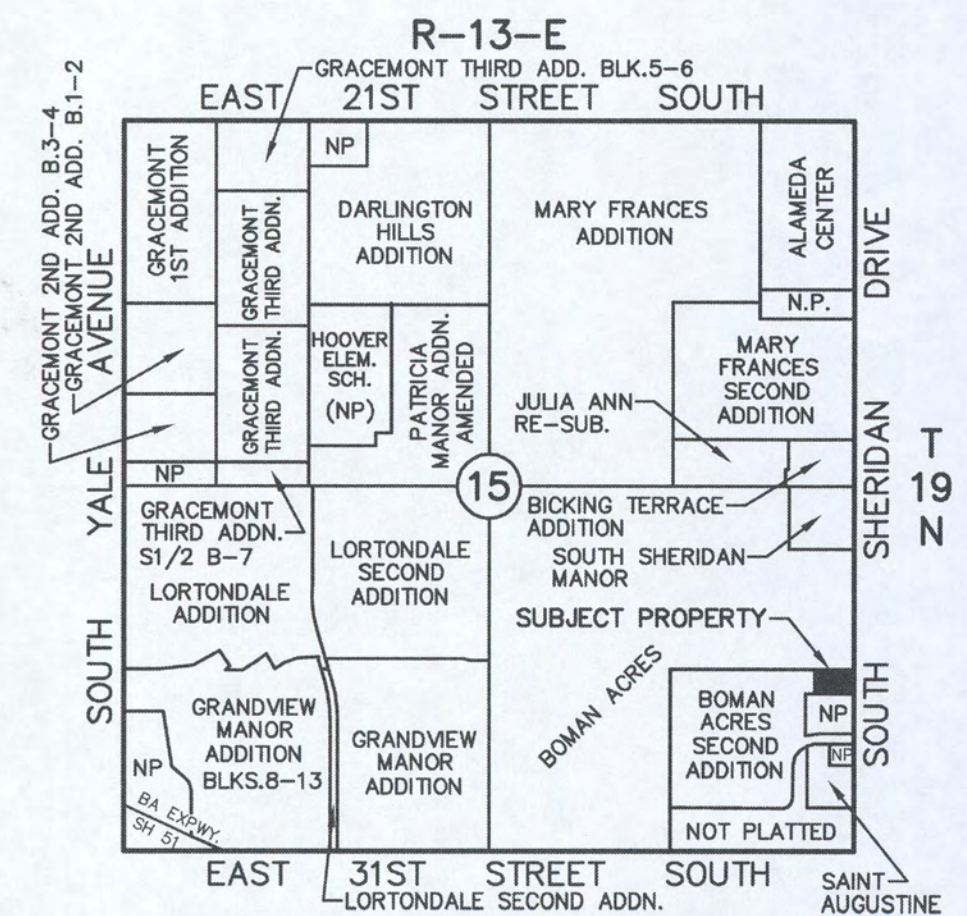 R-13-E
GRACEMONT THIRD ADD. BLK.5-6
EAST 21ST STREET SOUTH
GRACEMONT 2ND ADD. B.3-4
GRACEMONT 2ND ADD. B.1-2
SOUTH YALE AVENUE
GRACEMONT
1ST ADDITION
GRACEMONT
THIRD ADDN.
GRACEMONT
THIRD ADDN.
NP
DARLINGTON
HILLS
ADDITION
MARY FRANCES
ADDITION
ALAMEDA
CENTER
N.P.
HOOVER
ELEM.
SCH.
(NP)
PATRICIA
MANOR ADDN.
AMENDED
MARY
FRANCES
SECOND
ADDITION
JULIA ANN
RE-SUB.
SOUTH SHERIDAN DRIVE
T
19
N
NP
15
GRACEMONT
THIRD ADDN.
S1/2 B-7
BICKING TERRACE
ADDITION
SOUTH SHERIDAN
MANOR
LORTONDALE
ADDITION
LORTONDALE
SECOND
ADDITION
SUBJECT PROPERTY
BOMAN ACRES
GRANDVIEW
MANOR
ADDITION
BLKS.8-13
GRANDVIEW
MANOR
ADDITION
BOMAN
ACRES
SECOND
ADDITION
NP
NP
NP
BA EXPWY.
SH 51
NOT PLATTED
EAST 31ST STREET SOUTH
LORTONDALE SECOND ADDN.
SAINT
AUGUSTINE